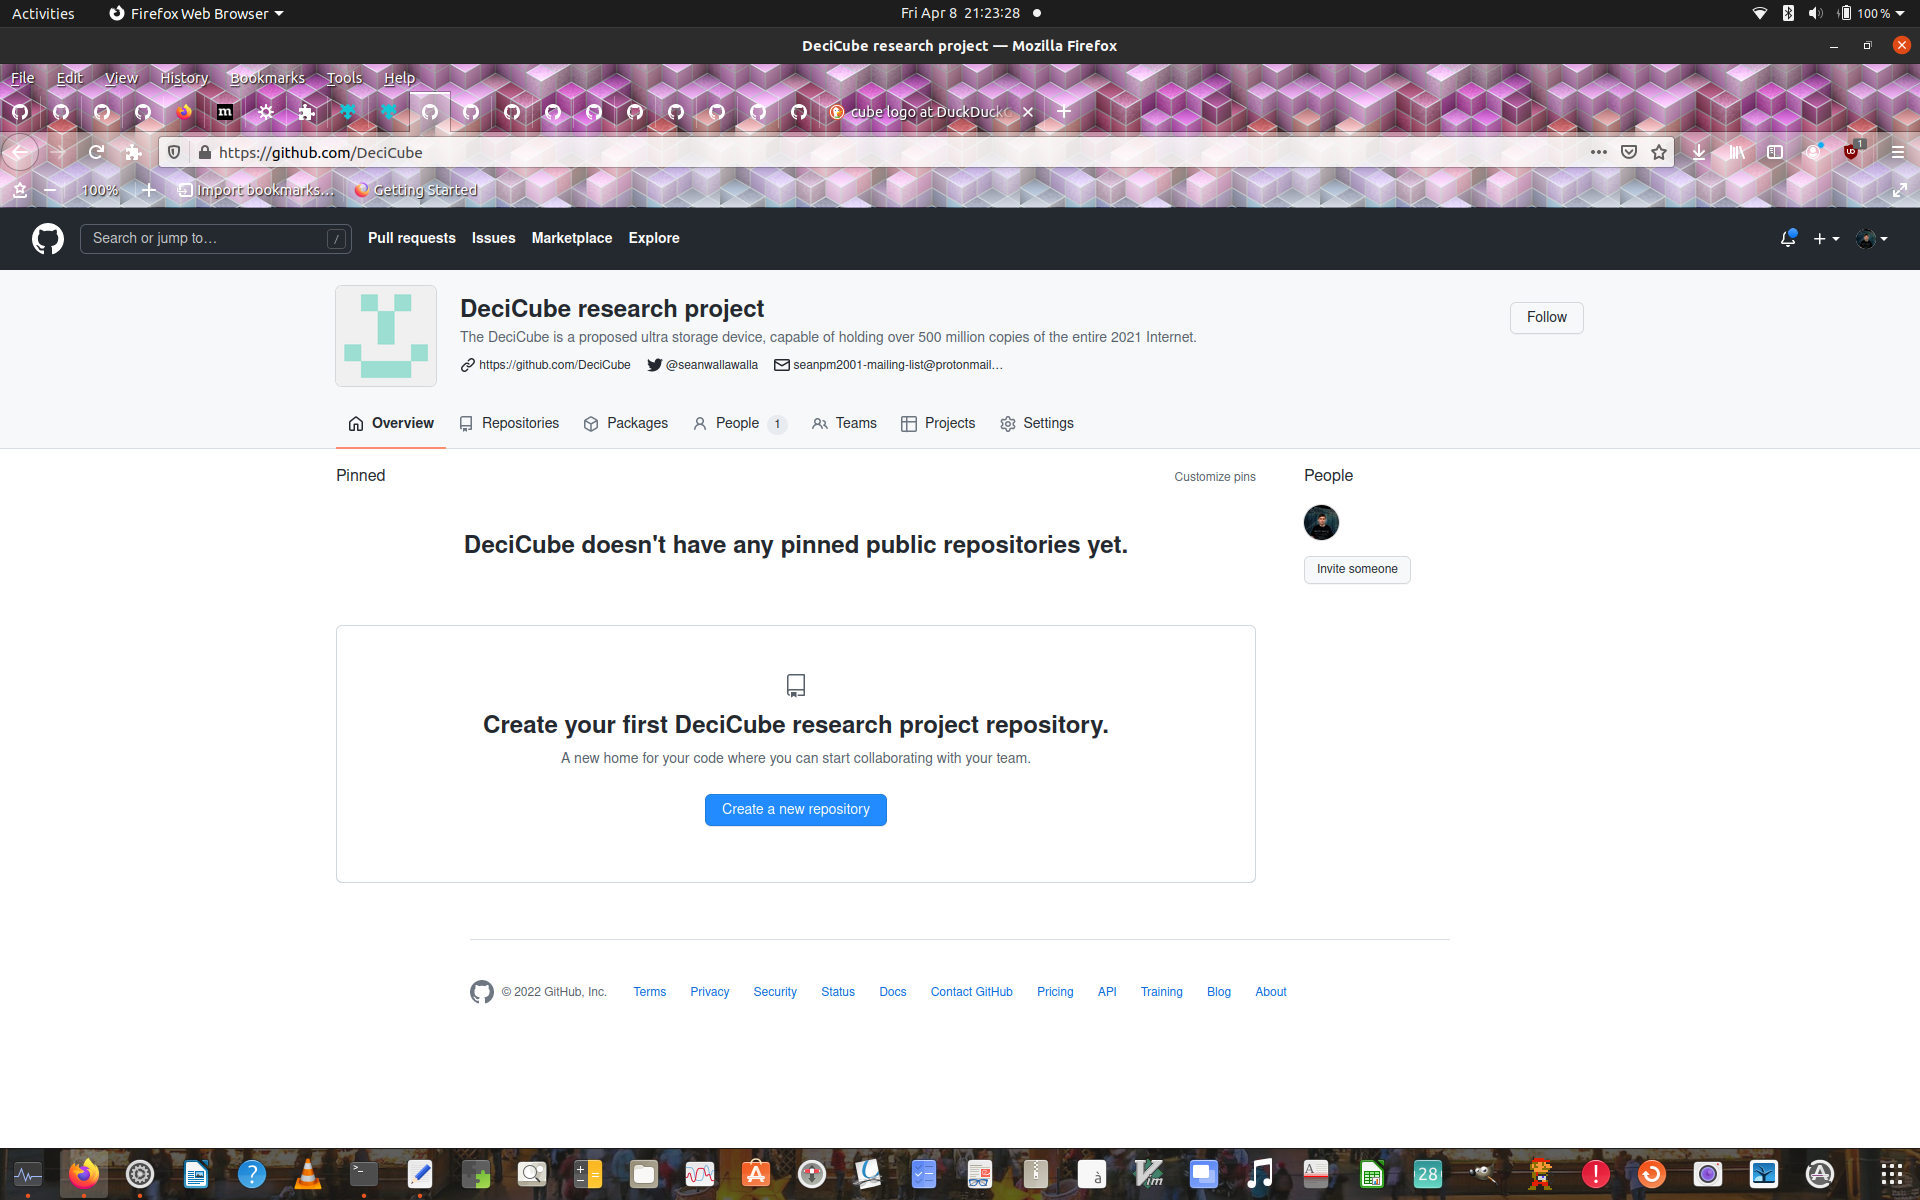 Activities
Firefox Web Browser
Fri Apr 8 21:23:28
100 %
DeciCube research project — Mozilla Firefox
File Edit View History Bookmarks Tools Help
m
cube logo at DuckDuckG
https://github.com/DeciCube
1
100%
Import bookmarks…
Getting Started
Search or jump to…
/
Pull requests
Issues
Marketplace
Explore
DeciCube research project
The DeciCube is a proposed ultra storage device, capable of holding over 500 million copies of the entire 2021 Internet.
https://github.com/DeciCube
@seanwallawalla
seanpm2001-mailing-list@protonmail…
Follow
Overview
Repositories
Packages
People 1
Teams
Projects
Settings
Pinned
Customize pins
People
DeciCube doesn't have any pinned public repositories yet.
Invite someone
Create your first DeciCube research project repository.
A new home for your code where you can start collaborating with your team.
Create a new repository
© 2022 GitHub, Inc.
Terms
Privacy
Security
Status
Docs
Contact GitHub
Pricing
API
Training
Blog
About
28